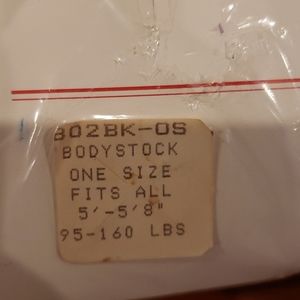 802BK-OS
BODYSTOCK
ONE SIZE
FITS ALL
5'-5'8"
95-160 LBS